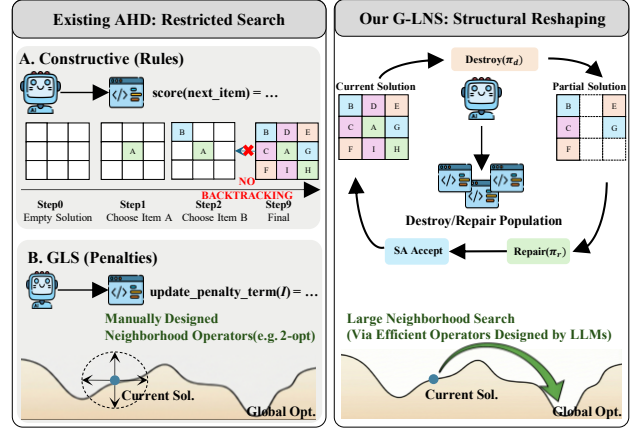 Existing AHD: Restricted Search
A. Constructive (Rules)
score(next_item) = …
B
B D E
A
A
C A G
F I H
NO
BACKTRACKING
Step0
Step1
Step2
Step9
Empty Solution
Choose Item A
Choose Item B
Final
B. GLS (Penalties)
update_penalty_term(I) = …
Manually Designed
Neighborhood Operators(e.g. 2-opt)
Current Sol.
Global Opt.
Our G-LNS: Structural Reshaping
Destroy(πd)
Current Solution
Partial Solution
B D E
C A G
F I H
B E
C G
F
Destroy/Repair Population
SA Accept
Repair(πr)
Large Neighborhood Search
(Via Efficient Operators Designed by LLMs)
Current Sol.
Global Opt.